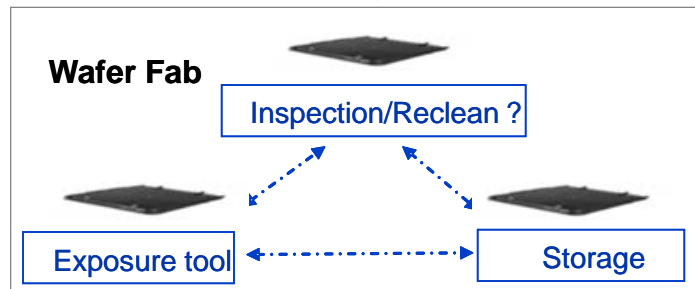 Wafer Fab
Inspection/Reclean ?
Exposure tool
Storage